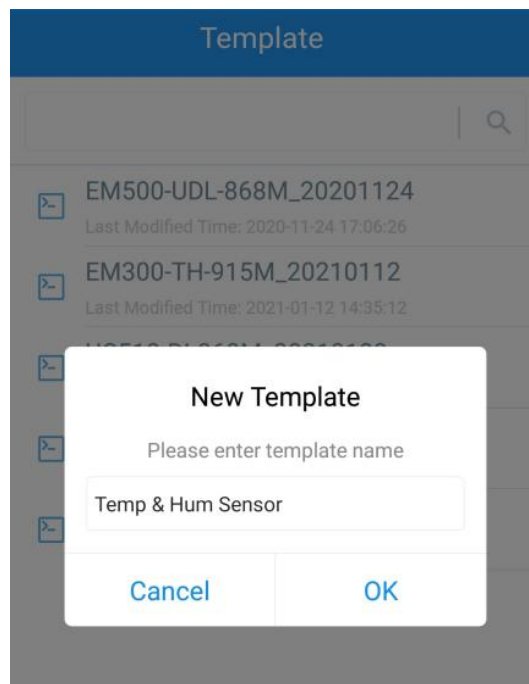 Template
EM500-UDL-868M_20201124
Last Modified Time: 2020-11-24 17:06:26
EM300-TH-915M_20210112
Last Modified Time: 2021-01-12 14:35:12
New Template
Please enter template name
Temp & Hum Sensor
Cancel
OK